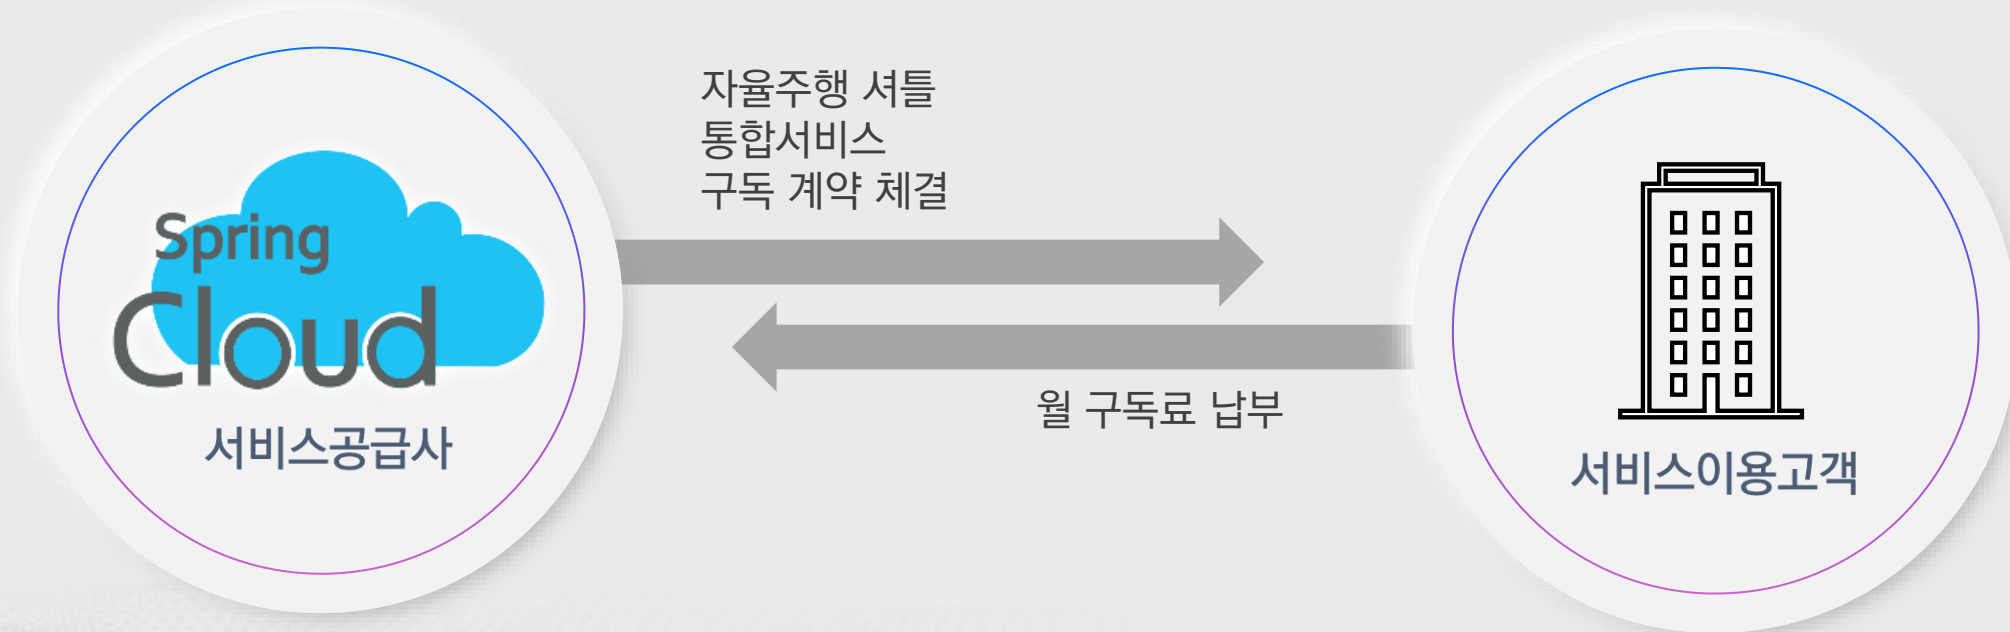 Spring
Cloud
서비스공급사
자율주행 셔틀
통합서비스
구독 계약 체결
월 구독료 납부
서비스이용고객